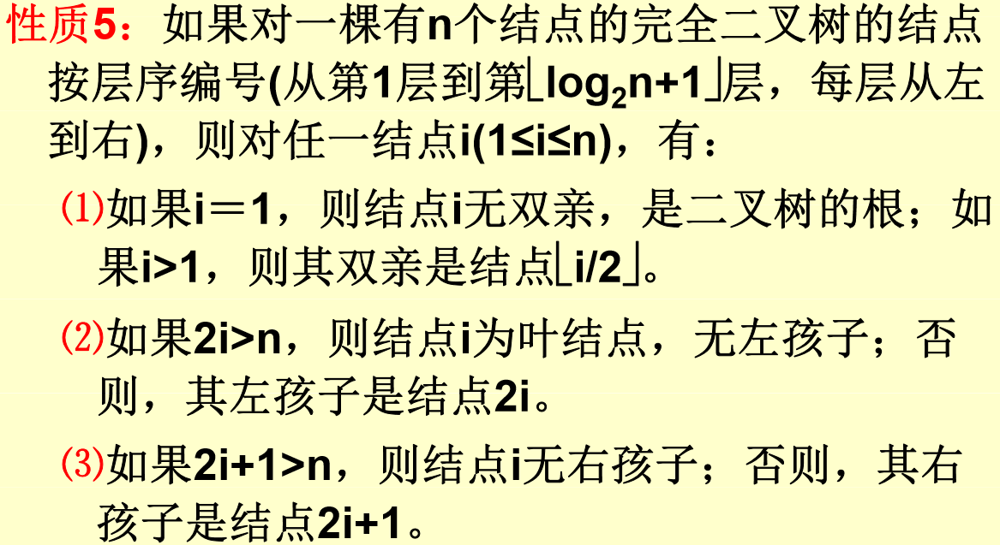 性质5：如果对一棵有n个结点的完全二叉树的结点
按层序编号(从第1层到第⌊log₂n+1⌋层，每层从左
到右)，则对任一结点i(1≤i≤n)，有：
⑴如果i＝1，则结点i无双亲，是二叉树的根；如
果i>1，则其双亲是结点⌊i/2⌋。
⑵如果2i>n，则结点i为叶结点，无左孩子；否
则，其左孩子是结点2i。
⑶如果2i+1>n，则结点i无右孩子；否则，其右
孩子是结点2i+1。